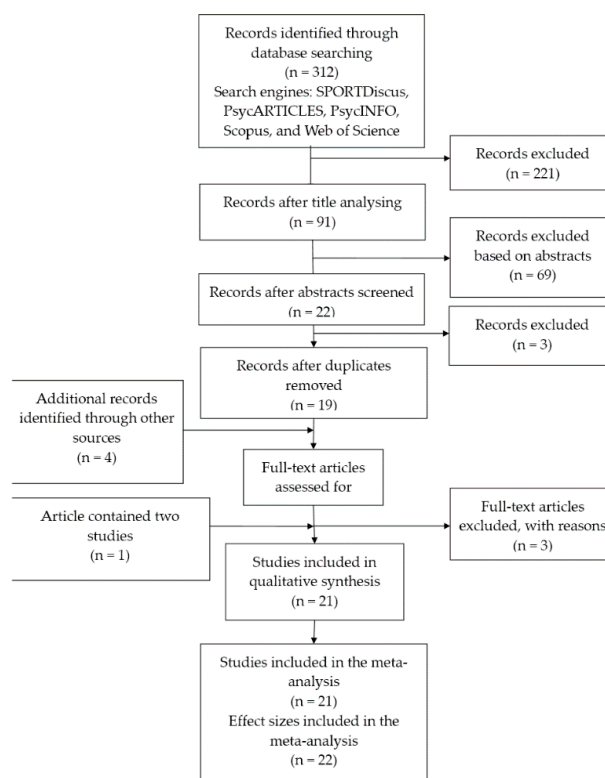 Records identified through
database searching
(n = 312)
Search engines: SPORTDiscus,
PsycARTICLES, PsycINFO,
Scopus, and Web of Science
Records excluded
(n = 221)
Records after title analysing
(n = 91)
Records excluded
based on abstracts
(n = 69)
Records after abstracts screened
(n = 22)
Records excluded
(n = 3)
Records after duplicates
removed
(n = 19)
Additional records
identified through other
sources
(n = 4)
Full-text articles
assessed for
Article contained two
studies
(n = 1)
Full-text articles
excluded, with reasons
(n = 3)
Studies included in
qualitative synthesis
(n = 21)
Studies included in the meta-
analysis
(n = 21)
Effect sizes included in the
meta-analysis
(n = 22)